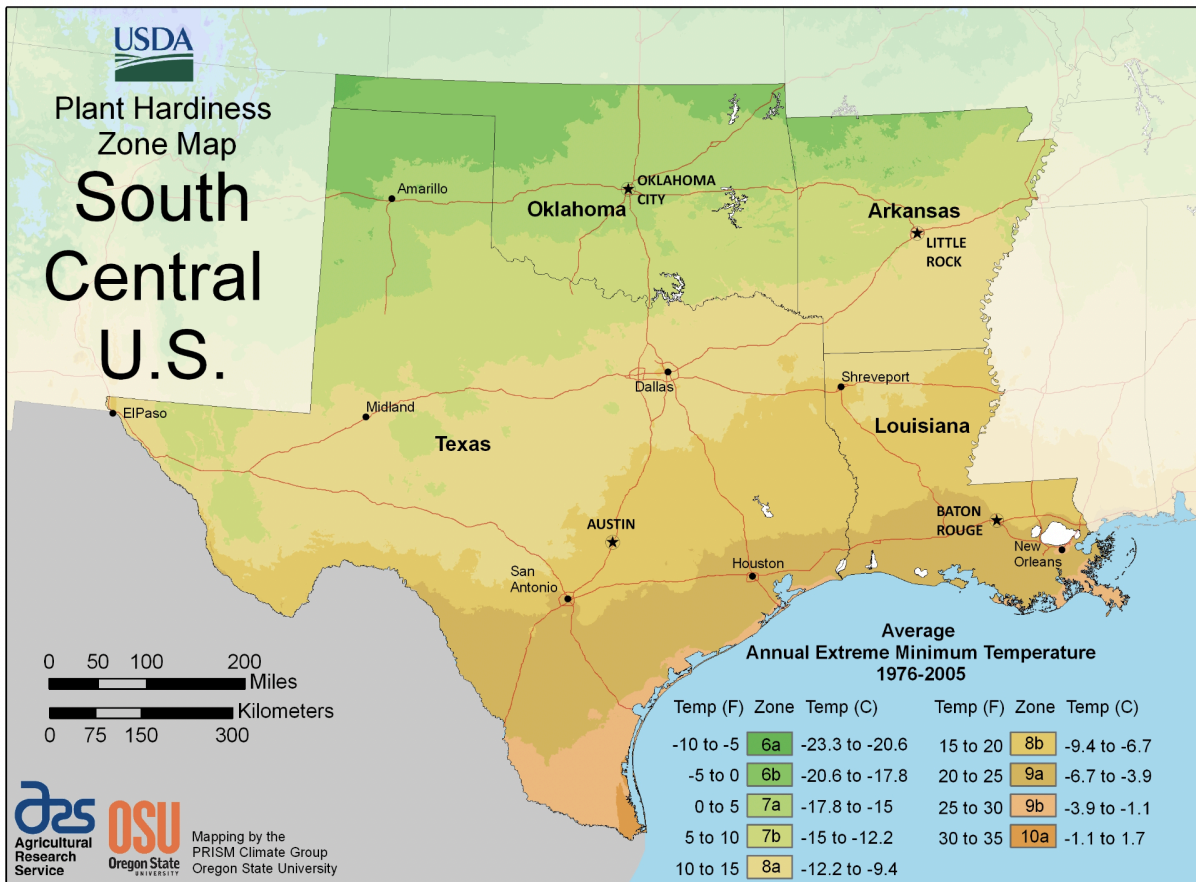 USDA
Plant Hardiness
Zone Map
South
Central
U.S.
Amarillo
OKLAHOMA
CITY
Oklahoma
Arkansas
LITTLE
ROCK
Dallas
Shreveport
ElPaso
Midland
Texas
Louisiana
AUSTIN
BATON
ROUGE
New
Orleans
San
Antonio
Houston
0 50 100 200
Miles
Kilometers
0 75 150 300
Average
Annual Extreme Minimum Temperature
1976-2005
Temp (F) Zone Temp (C) Temp (F) Zone Temp (C)
-10 to -5 6a -23.3 to -20.6 15 to 20 8b -9.4 to -6.7
-5 to 0 6b -20.6 to -17.8 20 to 25 9a -6.7 to -3.9
0 to 5 7a -17.8 to -15 25 to 30 9b -3.9 to -1.1
5 to 10 7b -15 to -12.2 30 to 35 10a -1.1 to 1.7
10 to 15 8a -12.2 to -9.4
ars
Agricultural
Research
Service
OSU
Oregon State
UNIVERSITY
Mapping by the
PRISM Climate Group
Oregon State University